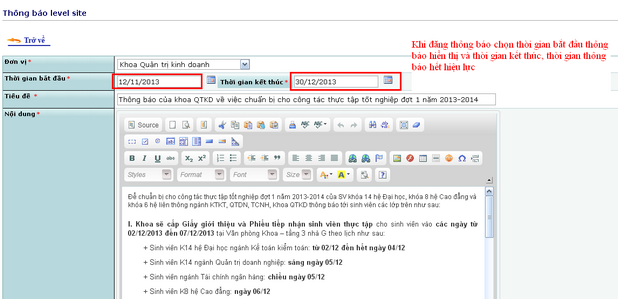 Thông báo level site
Trở về
Khi đăng thông báo chọn thời gian bắt đầu thông
báo hiển thị và thời gian kết thúc, thời gian thông
báo hết hiệu lực
Đơn vị * Khoa Quản trị kinh doanh
Thời gian bắt đầu * 12/11/2013 Thời gian kết thúc * 30/12/2013
Tiêu đề * Thông báo của khoa QTKD về việc chuẩn bị cho công tác thực tập tốt nghiệp đợt 1 năm 2013-2014
Nội dung *
Source
B I U abc X₂ X²
Styles Format Font Size
Để chuẩn bị cho công tác thực tập tốt nghiệp đợt 1 năm 2013-2014 của SV khóa 14 hệ Đại học, khóa 8 hệ Cao đẳng và
khóa 6 hệ liên thông ngành KTKT, QTDN, TCNH, Khoa QTKD thông báo tới sinh viên các lớp trên như sau:
I. Khoa sẽ cấp Giấy giới thiệu và Phiếu tiếp nhận sinh viên thực tập cho sinh viên vào các ngày từ
02/12/2013 đến 07/12/2013 tại Văn phòng Khoa – tầng 3 nhà G theo lịch như sau:
+ Sinh viên K14 hệ Đại học ngành Kế toán kiểm toán: từ 02/12 đến hết ngày 04/12
+ Sinh viên K14 ngành Quản trị doanh nghiệp: sáng ngày 05/12
+ Sinh viên ngành Tài chính ngân hàng: chiều ngày 05/12
+ Sinh viên K8 hệ Cao đẳng: ngày 06/12